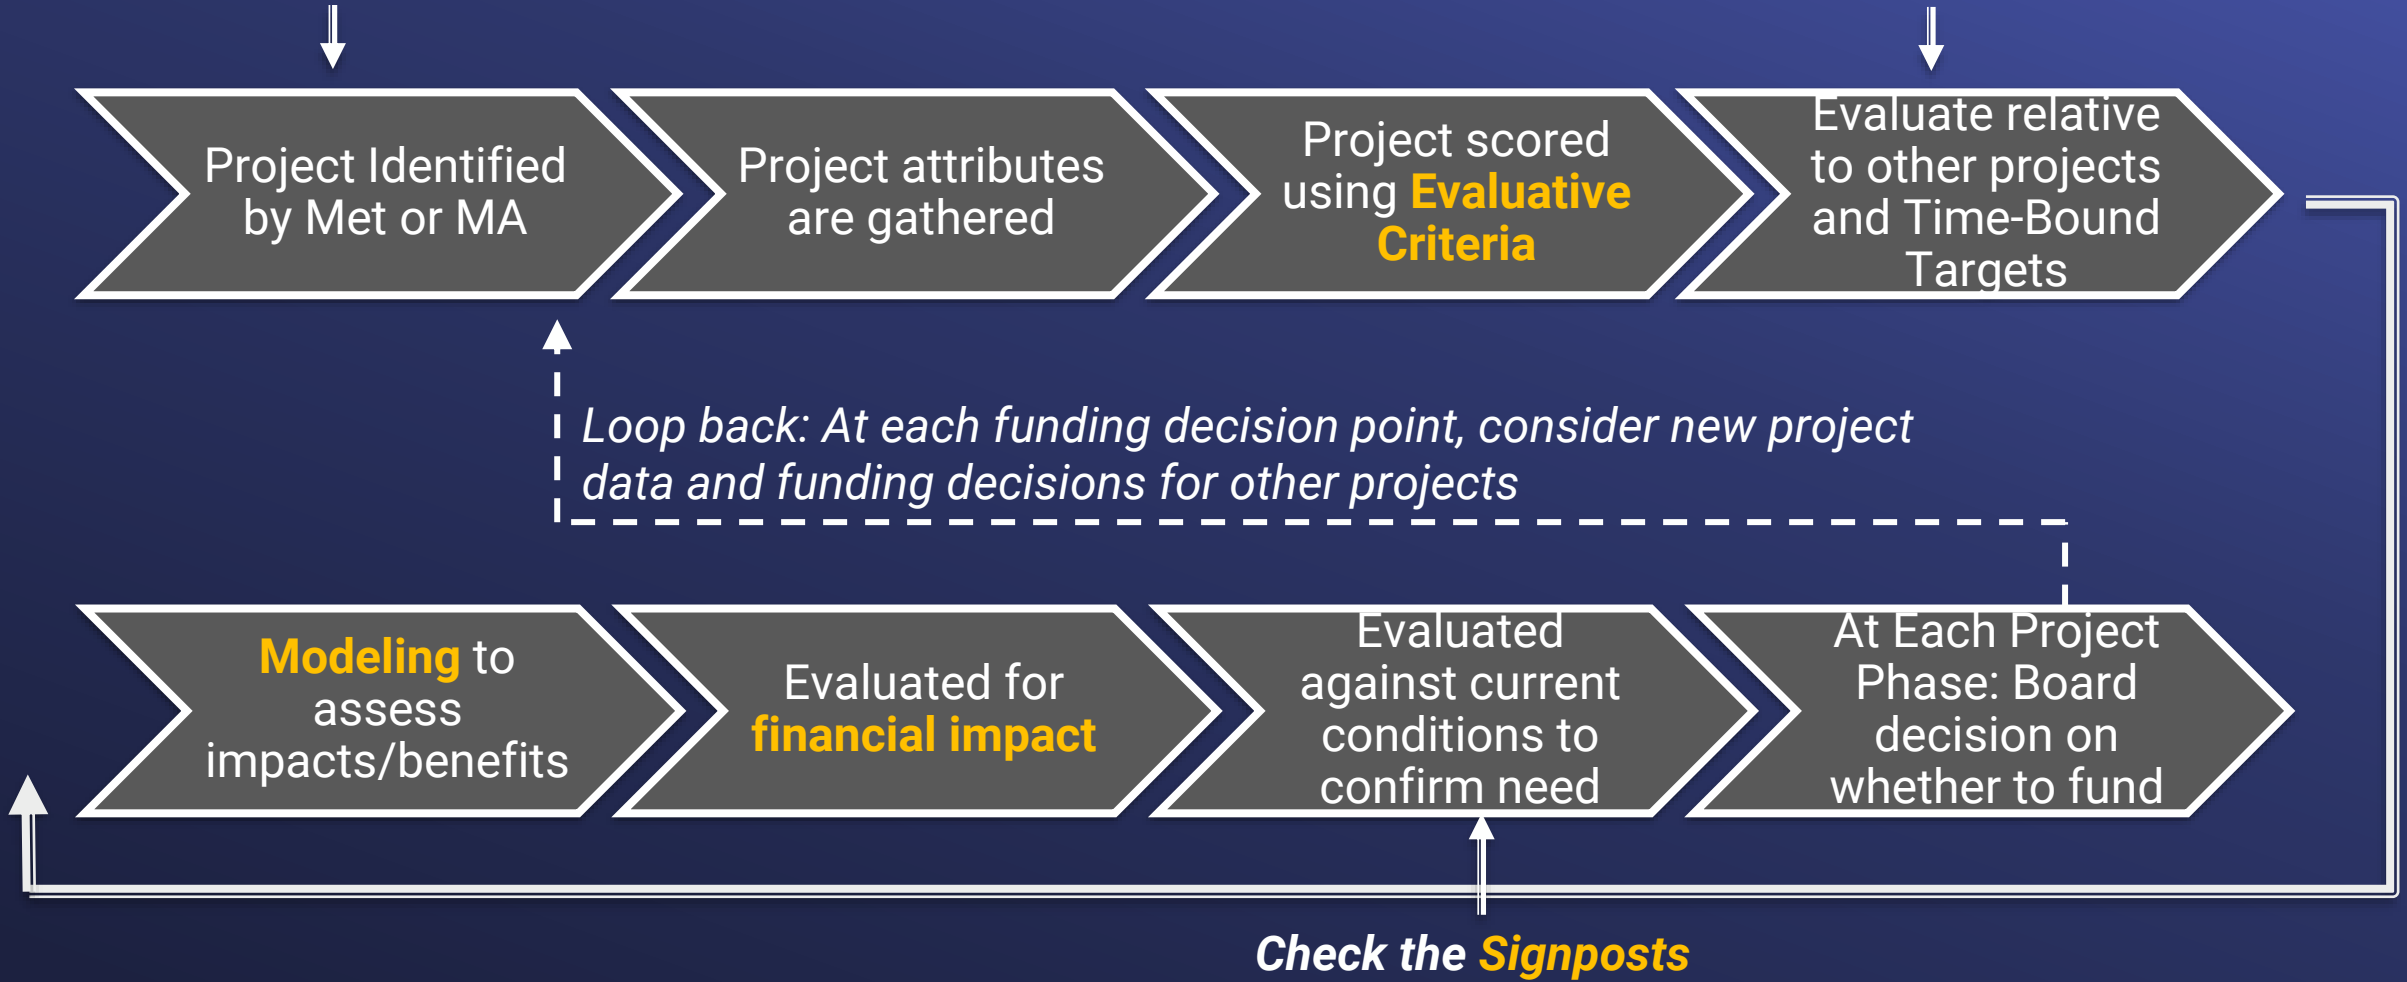 Project Identified
by Met or MA
Project attributes
are gathered
Project scored
using Evaluative
Criteria
Evaluate relative
to other projects
and Time-Bound
Targets
Loop back: At each funding decision point, consider new project
data and funding decisions for other projects
Modeling to
assess
impacts/benefits
Evaluated for
financial impact
Evaluated
against current
conditions to
confirm need
At Each Project
Phase: Board
decision on
whether to fund
Check the Signposts